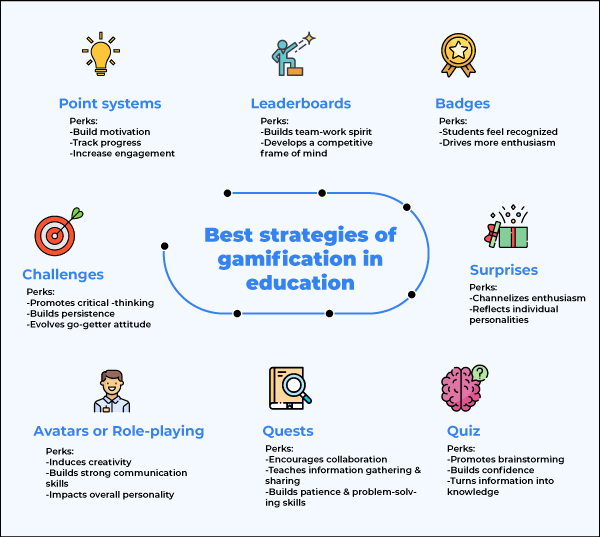 Point systems
Perks:
-Build motivation
-Track progress
-Increase engagement
Leaderboards
Perks:
-Builds team-work spirit
-Develops a competitive
frame of mind
Badges
Perks:
-Students feel recognized
-Drives more enthusiasm
Best strategies of
gamification in
education
Challenges
Perks:
-Promotes critical -thinking
-Builds persistence
-Evolves go-getter attitude
Surprises
Perks:
-Channelizes enthusiasm
-Reflects individual
personalities
Avatars or Role-playing
Perks:
-Induces creativity
-Builds strong communication
skills
-Impacts overall personality
Quests
Perks:
-Encourages collaboration
-Teaches information gathering &
sharing
-Builds patience & problem-solv-
ing skills
Quiz
Perks:
-Promotes brainstorming
-Builds confidence
-Turns information into
knowledge